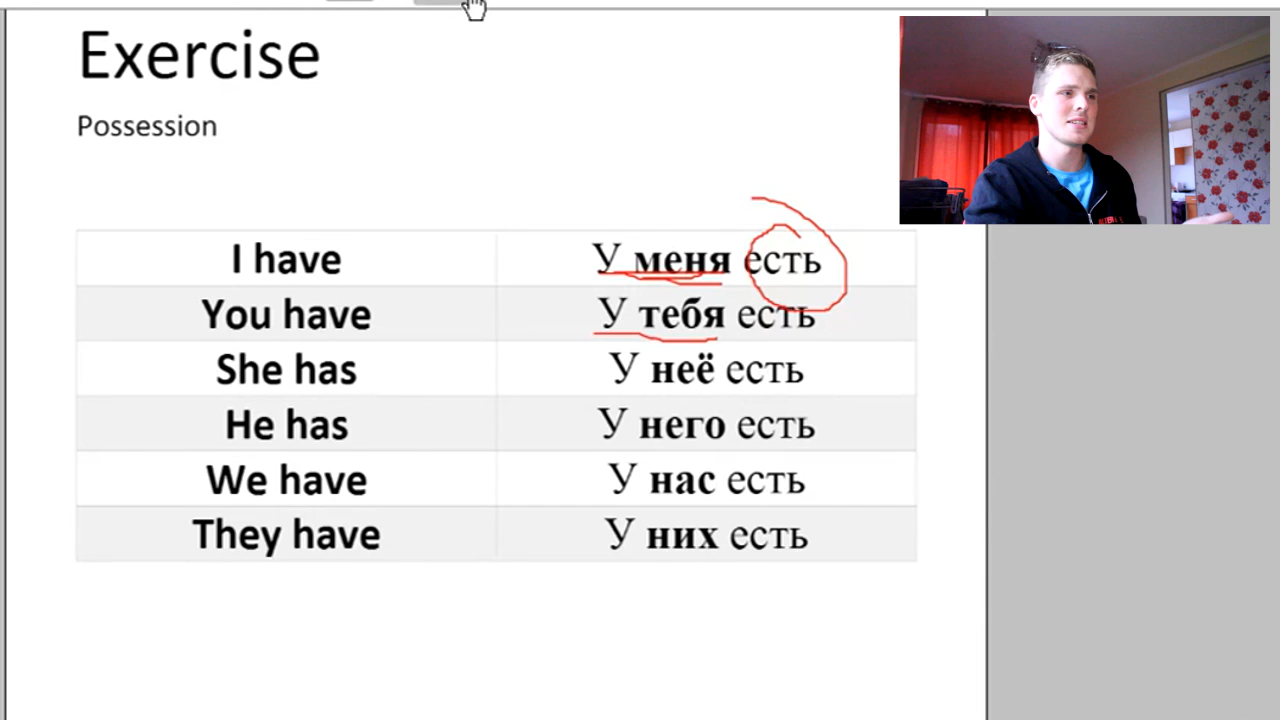 Exercise
Possession
I have У меня есть
You have У тебя есть
She has У неё есть
He has У него есть
We have У нас есть
They have У них есть